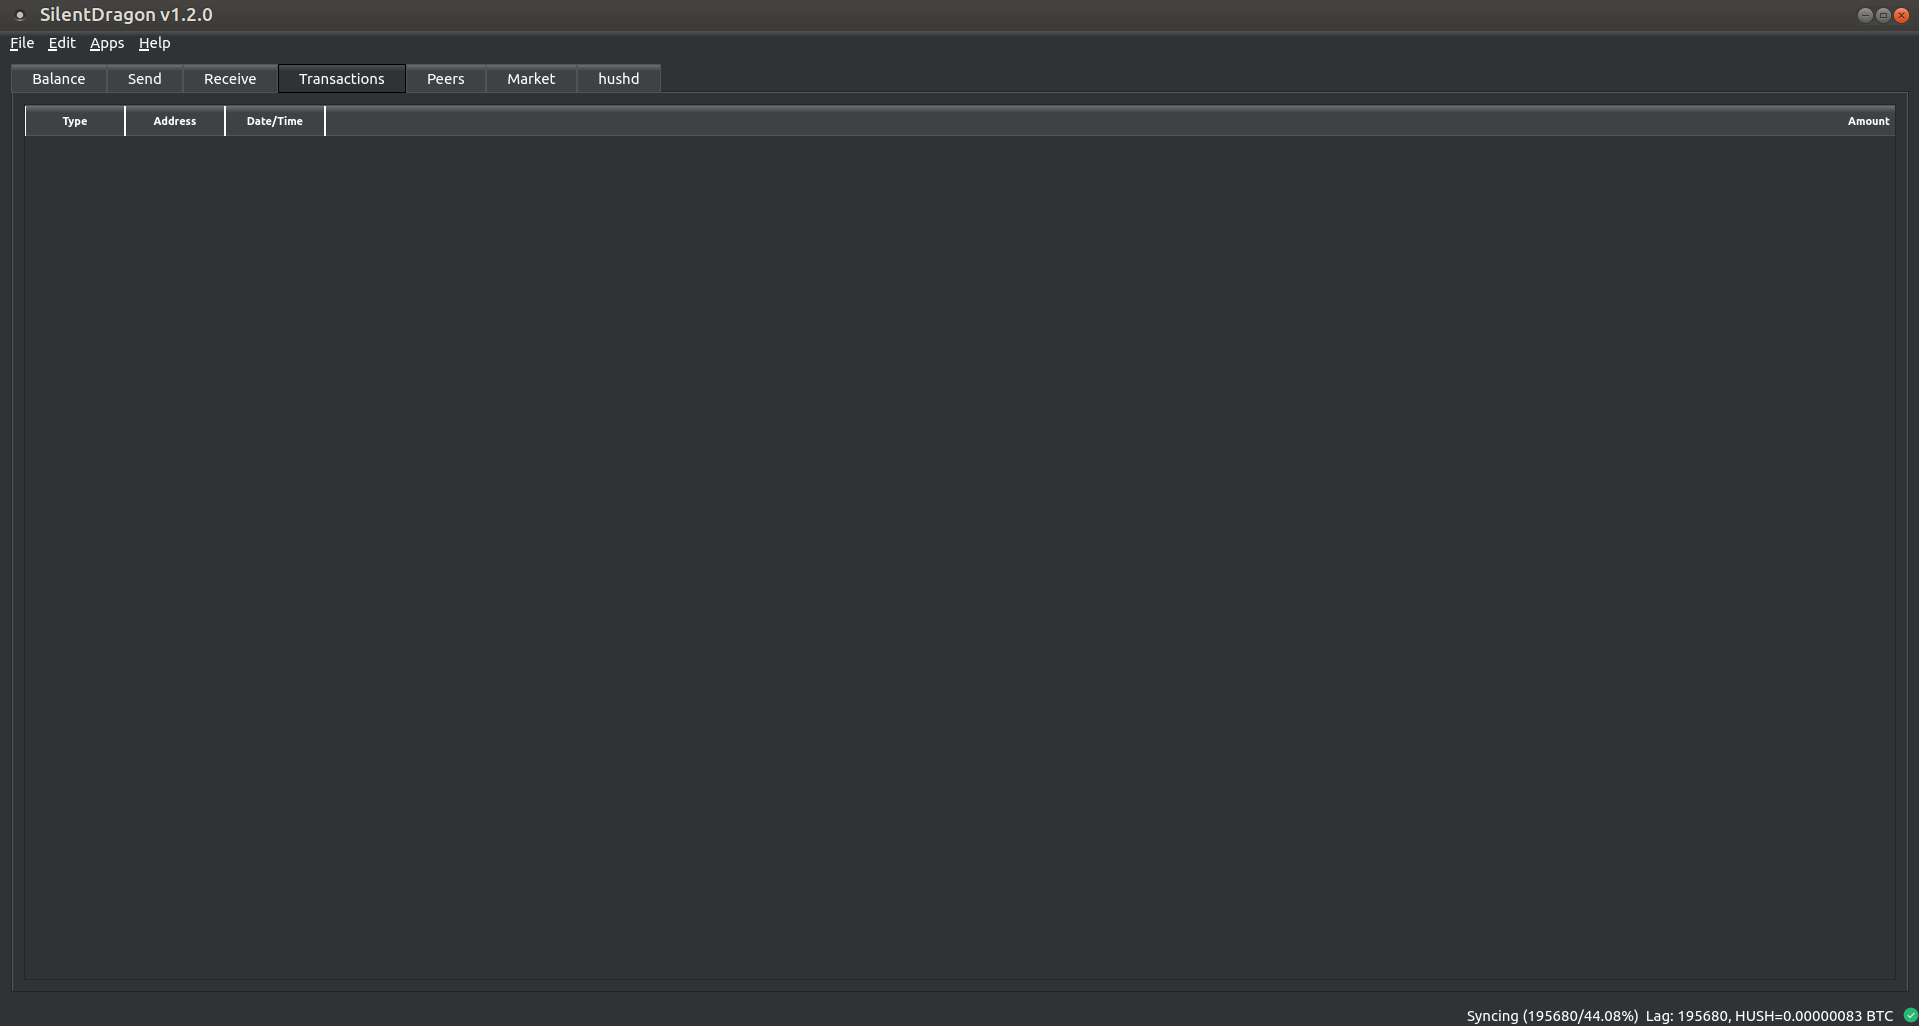 SilentDragon v1.2.0
File Edit Apps Help
Balance Send Receive Transactions Peers Market hushd
Type Address Date/Time Amount
Syncing (195680/44.08%) Lag: 195680, HUSH=0.00000083 BTC